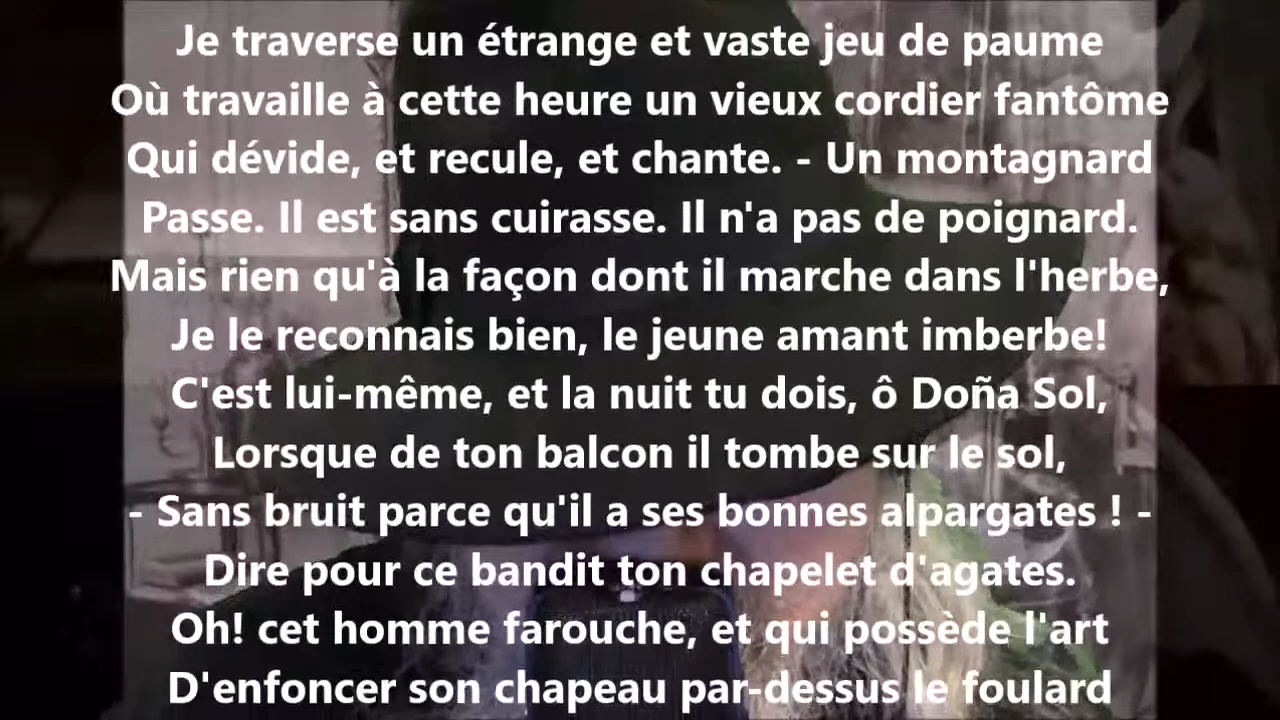 Je traverse un étrange et vaste jeu de paume
Où travaille à cette heure un vieux cordier fantôme
Qui dévide, et recule, et chante. - Un montagnard
Passe. Il est sans cuirasse. Il n'a pas de poignard.
Mais rien qu'à la façon dont il marche dans l'herbe,
Je le reconnais bien, le jeune amant imberbe!
C'est lui-même, et la nuit tu dois, ô Doña Sol,
Lorsque de ton balcon il tombe sur le sol,
- Sans bruit parce qu'il a ses bonnes alpargates ! -
Dire pour ce bandit ton chapelet d'agates.
Oh! cet homme farouche, et qui possède l'art
D'enfoncer son chapeau par-dessus le foulard